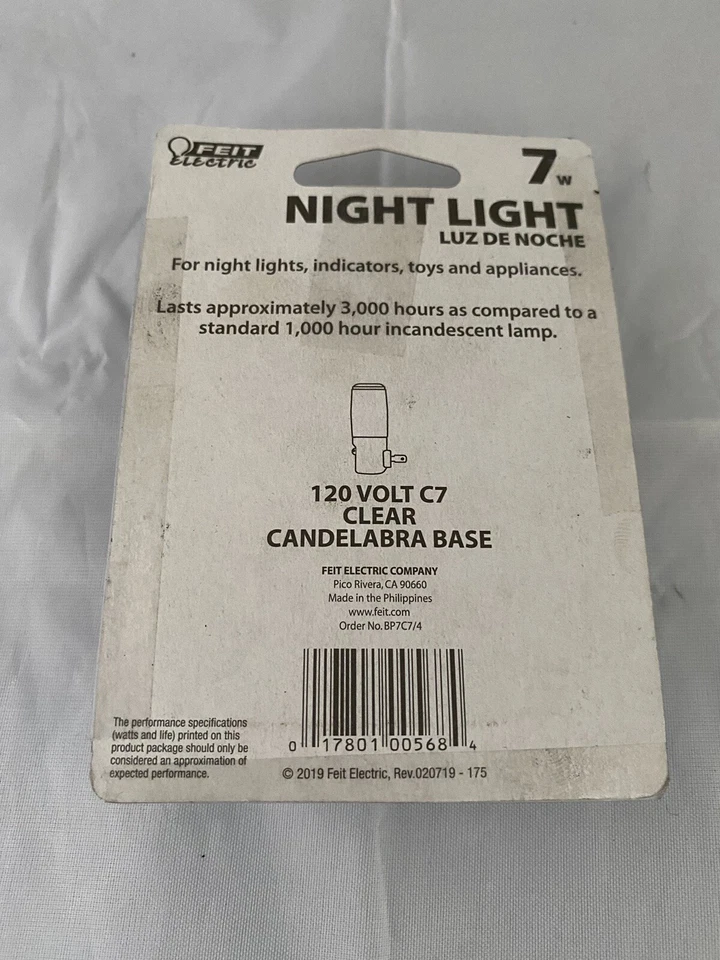 FEIT
ELECTRIC
7W
NIGHT LIGHT
LUZ DE NOCHE
For night lights, indicators, toys and appliances.
Lasts approximately 3,000 hours as compared to a
standard 1,000 hour incandescent lamp.
120 VOLT C7
CLEAR
CANDELABRA BASE
FEIT ELECTRIC COMPANY
Pico Rivera, CA 90660
Made in the Philippines
www.feit.com
Order No. BP7C7/4
The performance specifications
(watts and life) printed on this
product package should only be
considered an approximation of
expected performance.
0 17801 00568 4
© 2019 Feit Electric, Rev.020719 - 175